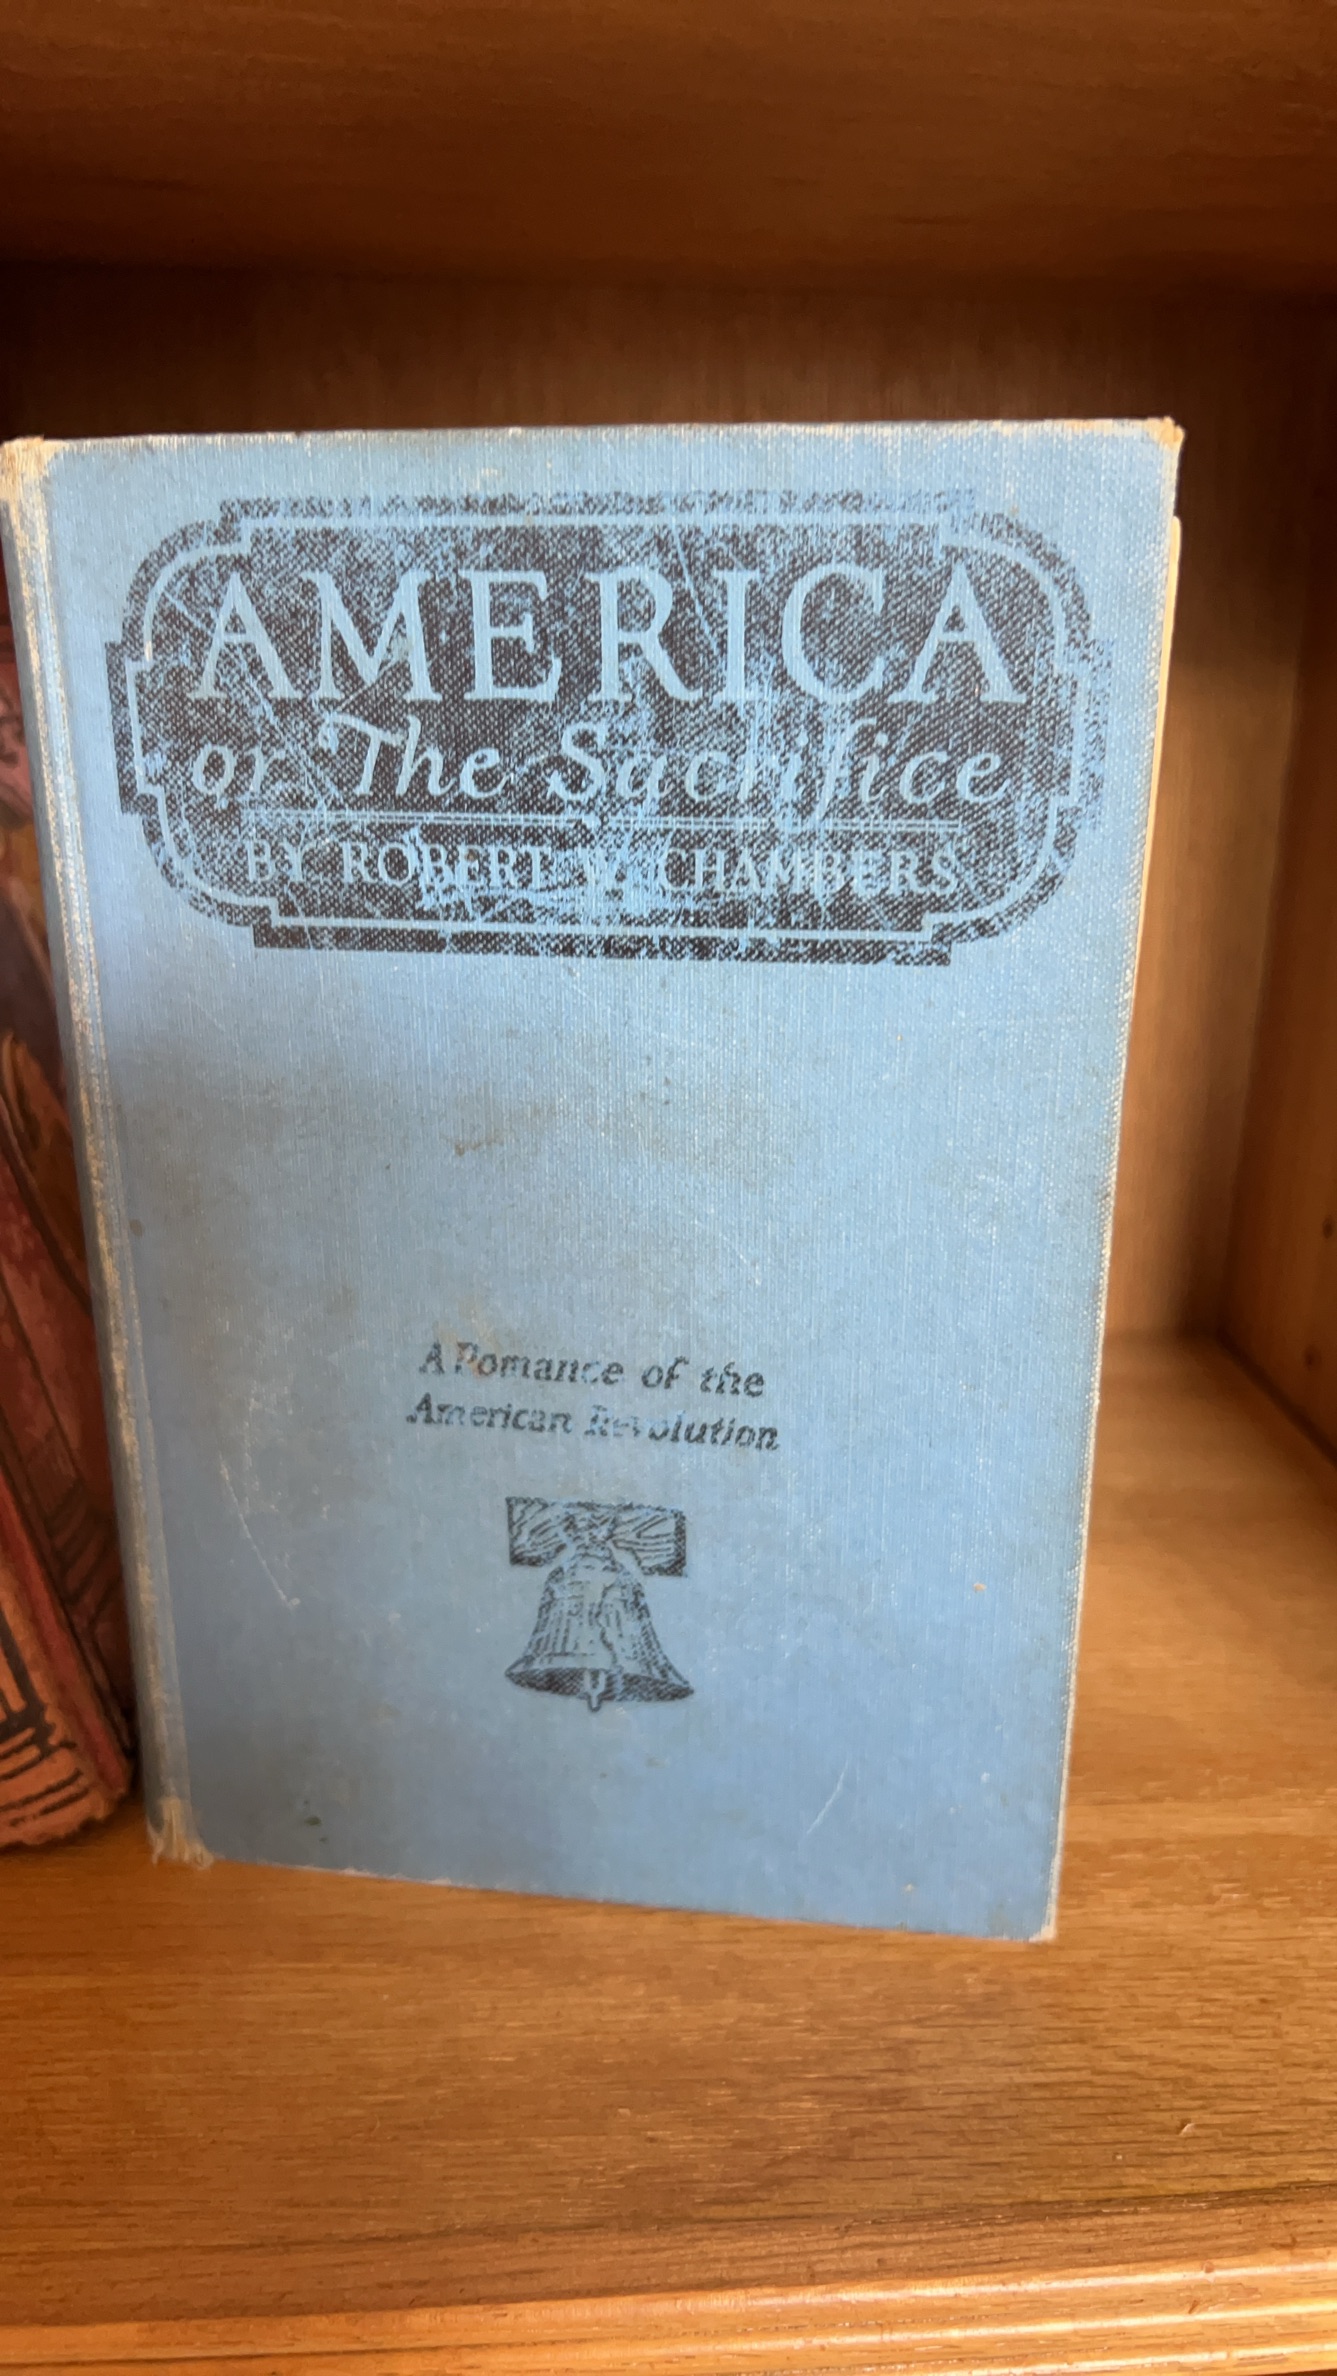 AMERICA
or The Sacrifice
BY ROBERT W. CHAMBERS
A Romance of the
American Revolution